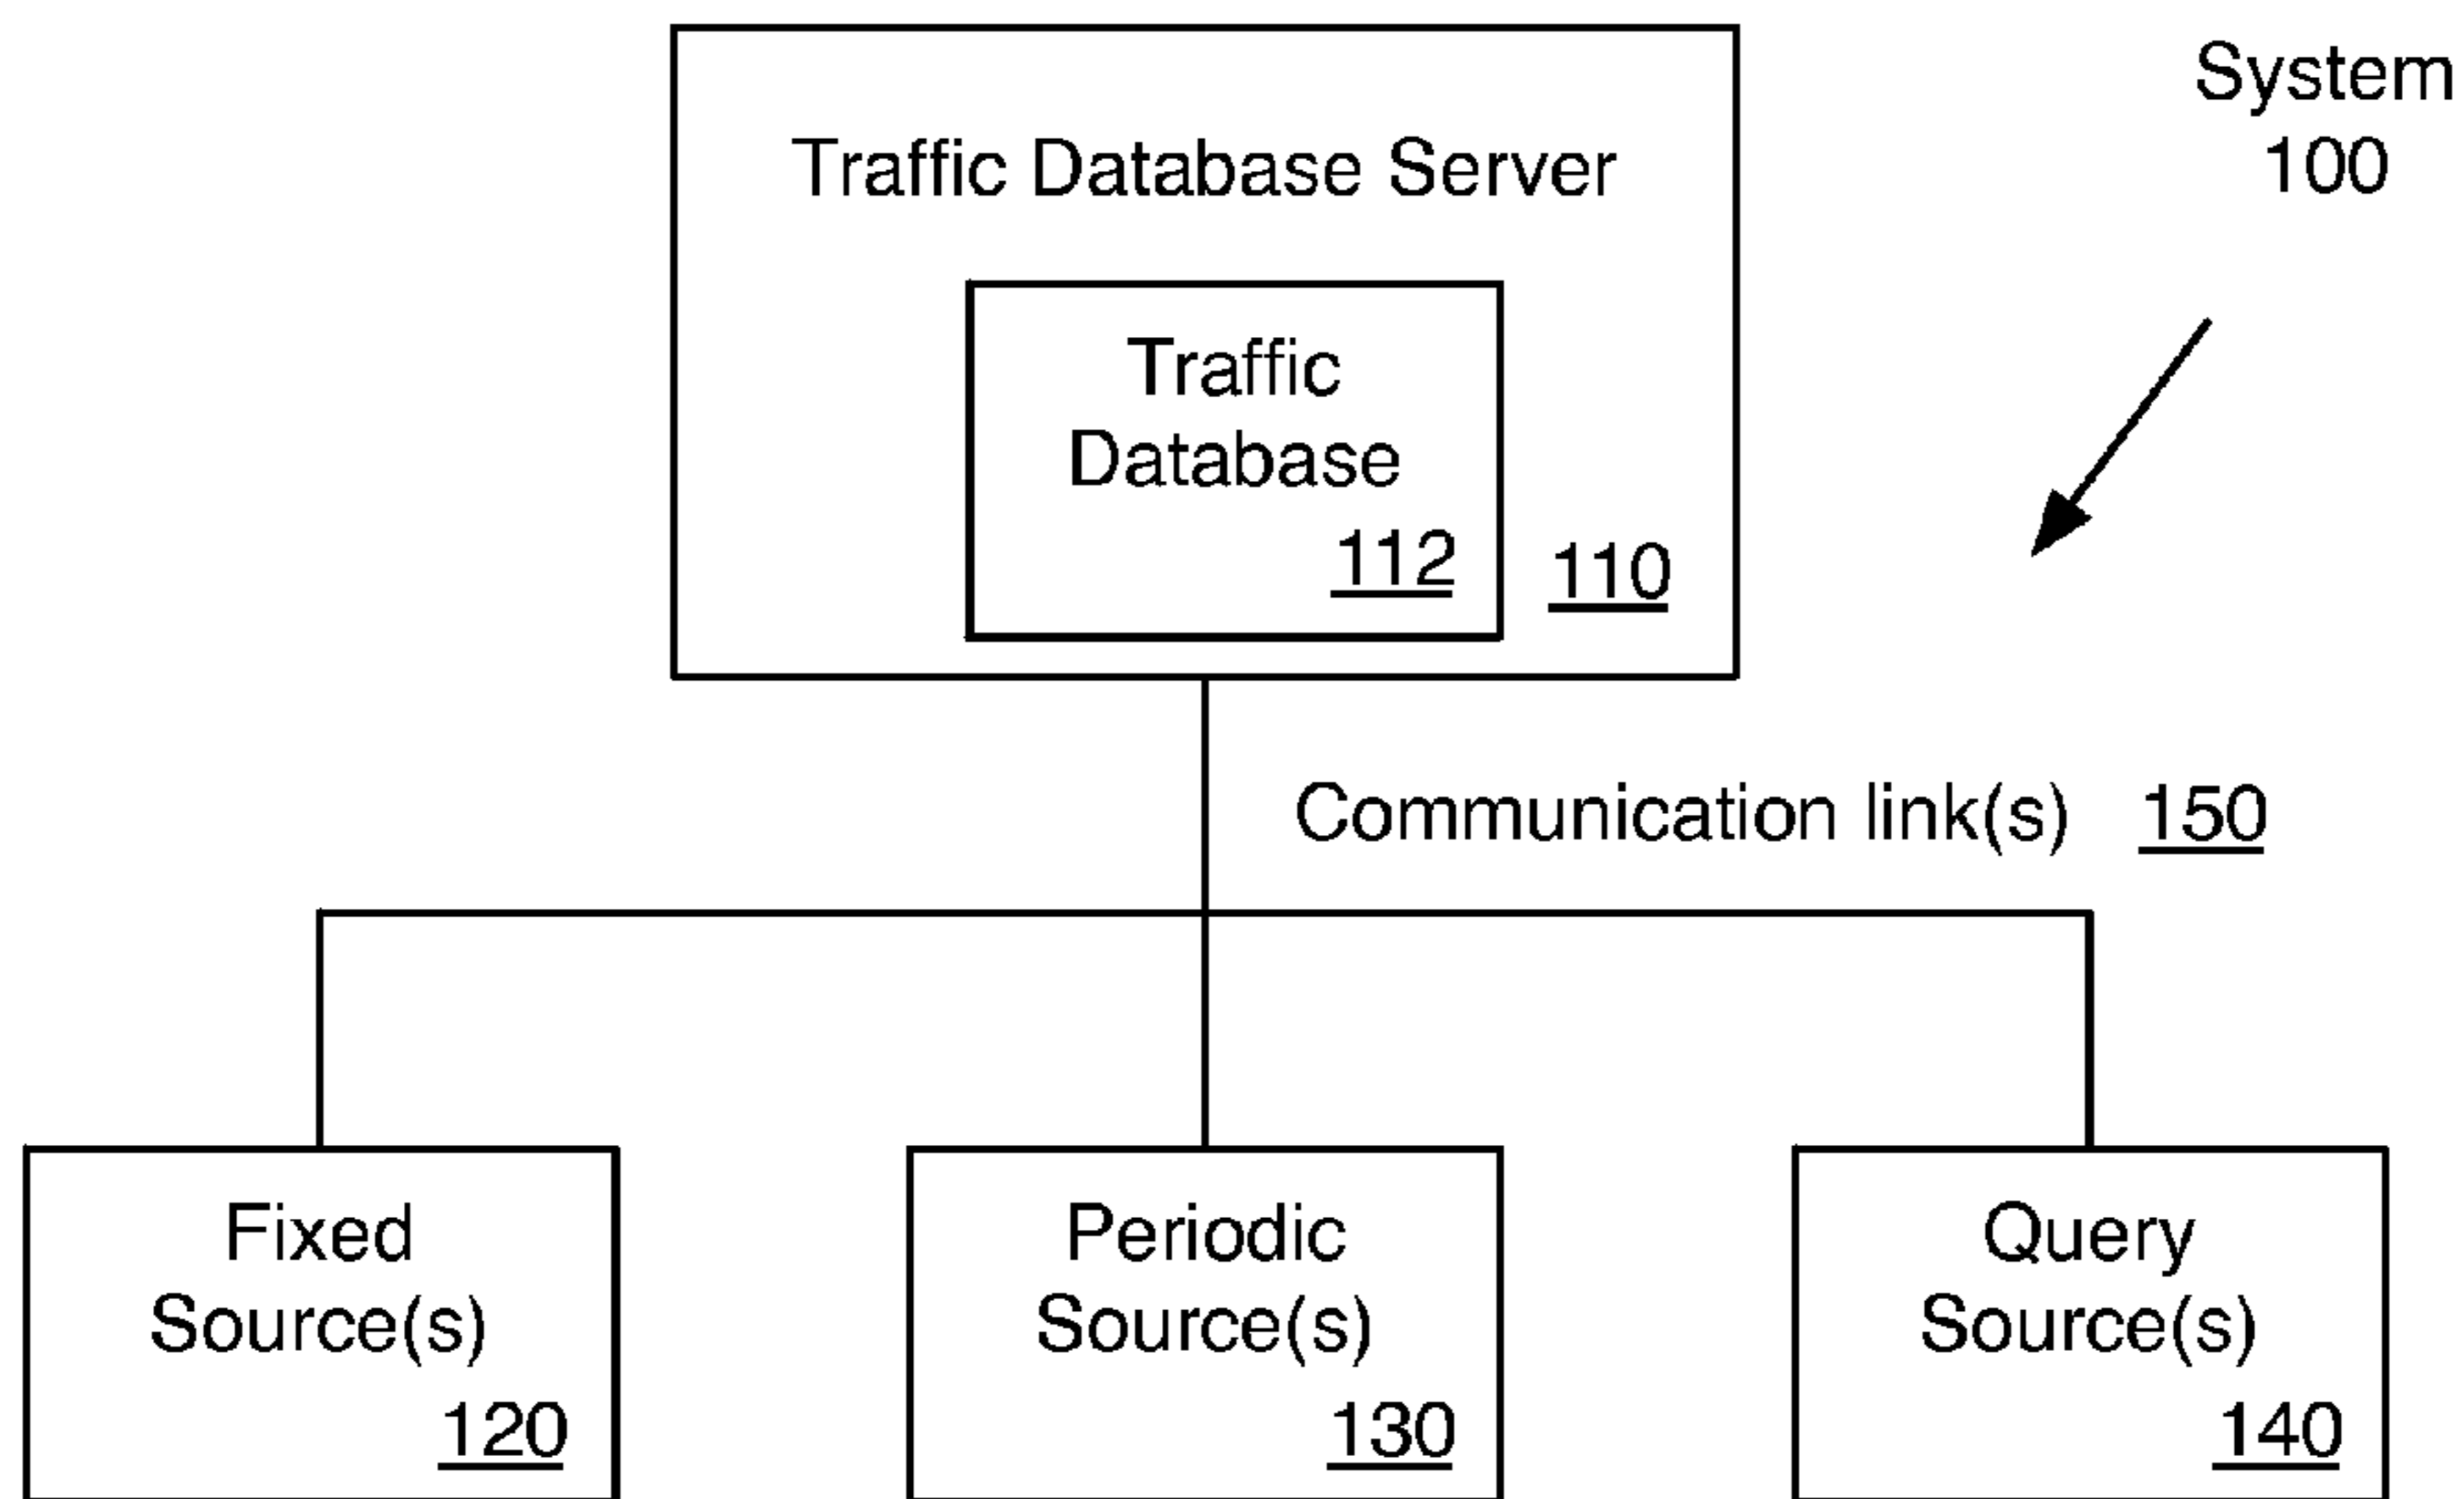 System
100
Traffic Database Server
Traffic
Database
112
110
Communication link(s) 150
Fixed
Source(s)
120
Periodic
Source(s)
130
Query
Source(s)
140